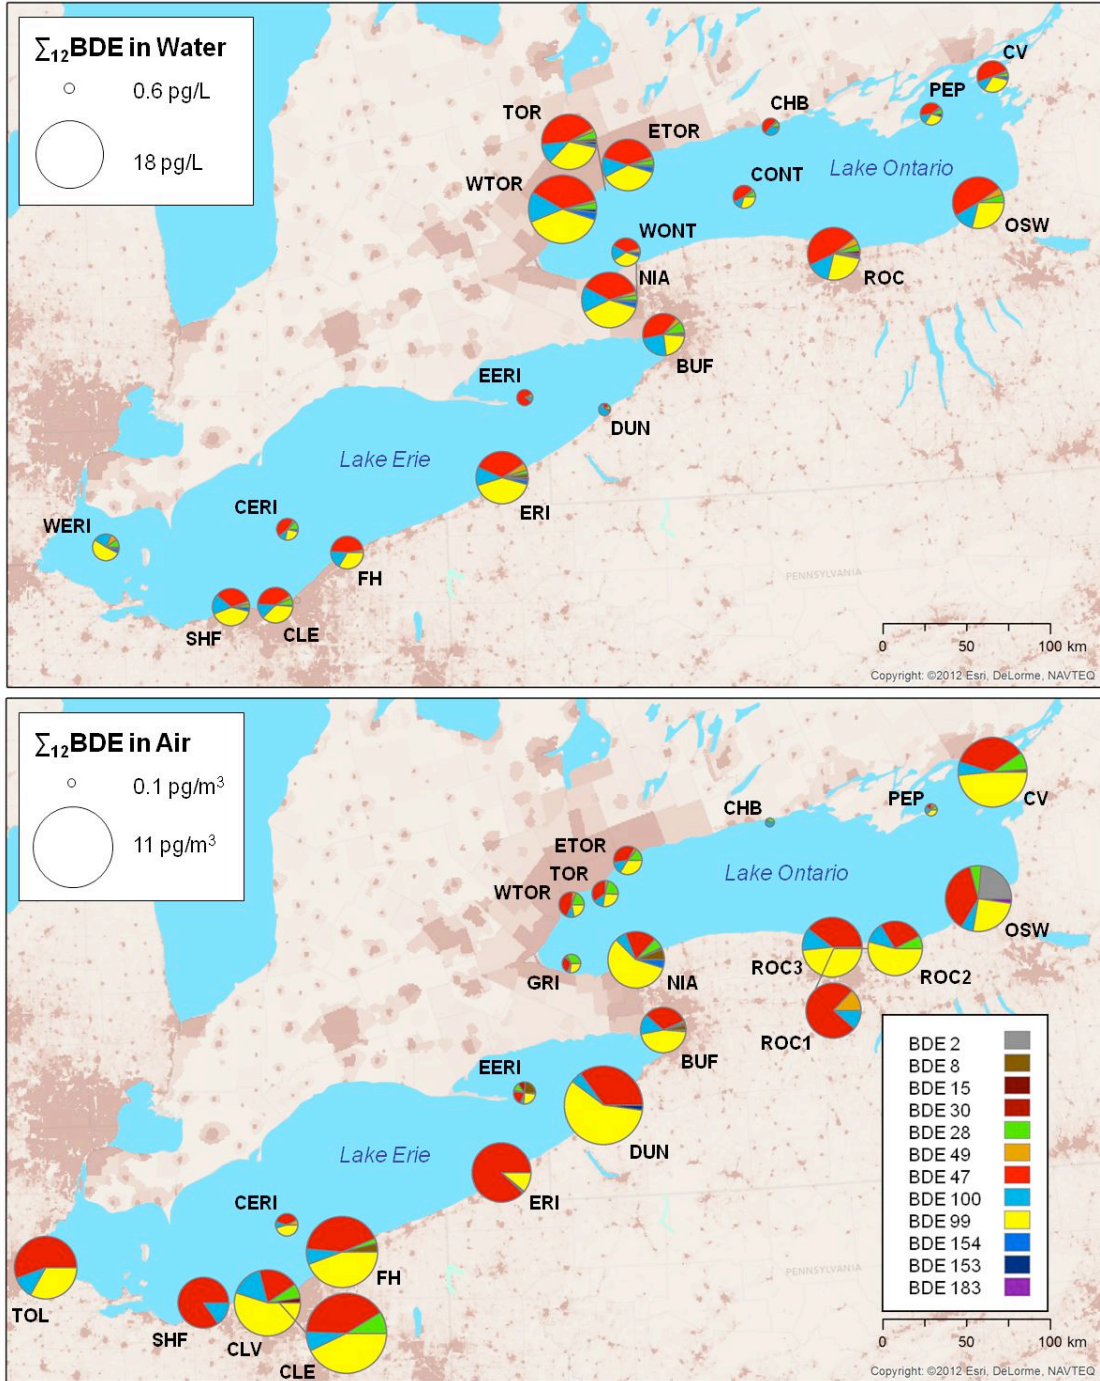 ∑12BDE in Water
0.6 pg/L
18 pg/L
CV
PEP
CHB
TOR
ETOR
Lake Ontario
WTOR
CONT
OSW
WONT
ROC
NIA
BUF
EERI
DUN
Lake Erie
ERI
CERI
WERI
FH
PENNSYLVANIA
SHF
CLE
0 50 100 km
Copyright: ©2012 Esri, DeLorme, NAVTEQ
∑12BDE in Air
0.1 pg/m³
11 pg/m³
CHB
PEP
CV
ETOR
TOR
Lake Ontario
WTOR
OSW
GRI
NIA
ROC3
ROC2
ROC1
BUF
EERI
DUN
Lake Erie
ERI
CERI
FH
TOL
SHF
CLV
CLE
PENNSYLVANIA
BDE 2
BDE 8
BDE 15
BDE 30
BDE 28
BDE 49
BDE 47
BDE 100
BDE 99
BDE 154
BDE 153
BDE 183
0 50 100 km
Copyright: ©2012 Esri, DeLorme, NAVTEQ